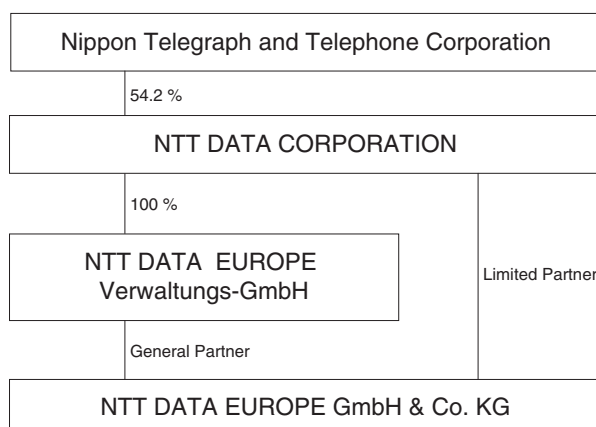 Nippon Telegraph and Telephone Corporation
54.2 %
NTT DATA CORPORATION
100 %
NTT DATA EUROPE
Verwaltungs-GmbH
Limited Partner
General Partner
NTT DATA EUROPE GmbH & Co. KG